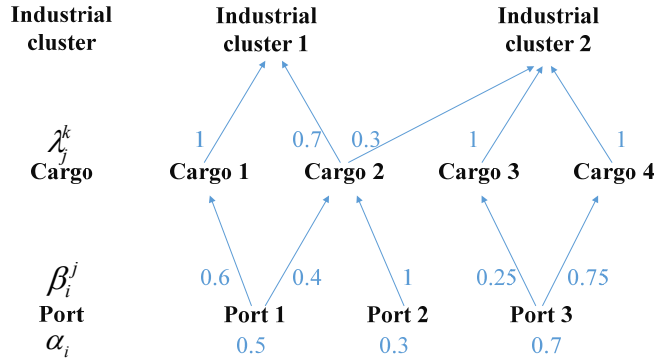 Industrial cluster
Industrial cluster 1
Industrial cluster 2
λ_j^k
1
0.7
0.3
1
1
Cargo
Cargo 1
Cargo 2
Cargo 3
Cargo 4
β_i^j
0.6
0.4
1
0.25
0.75
Port
Port 1
Port 2
Port 3
α_i
0.5
0.3
0.7